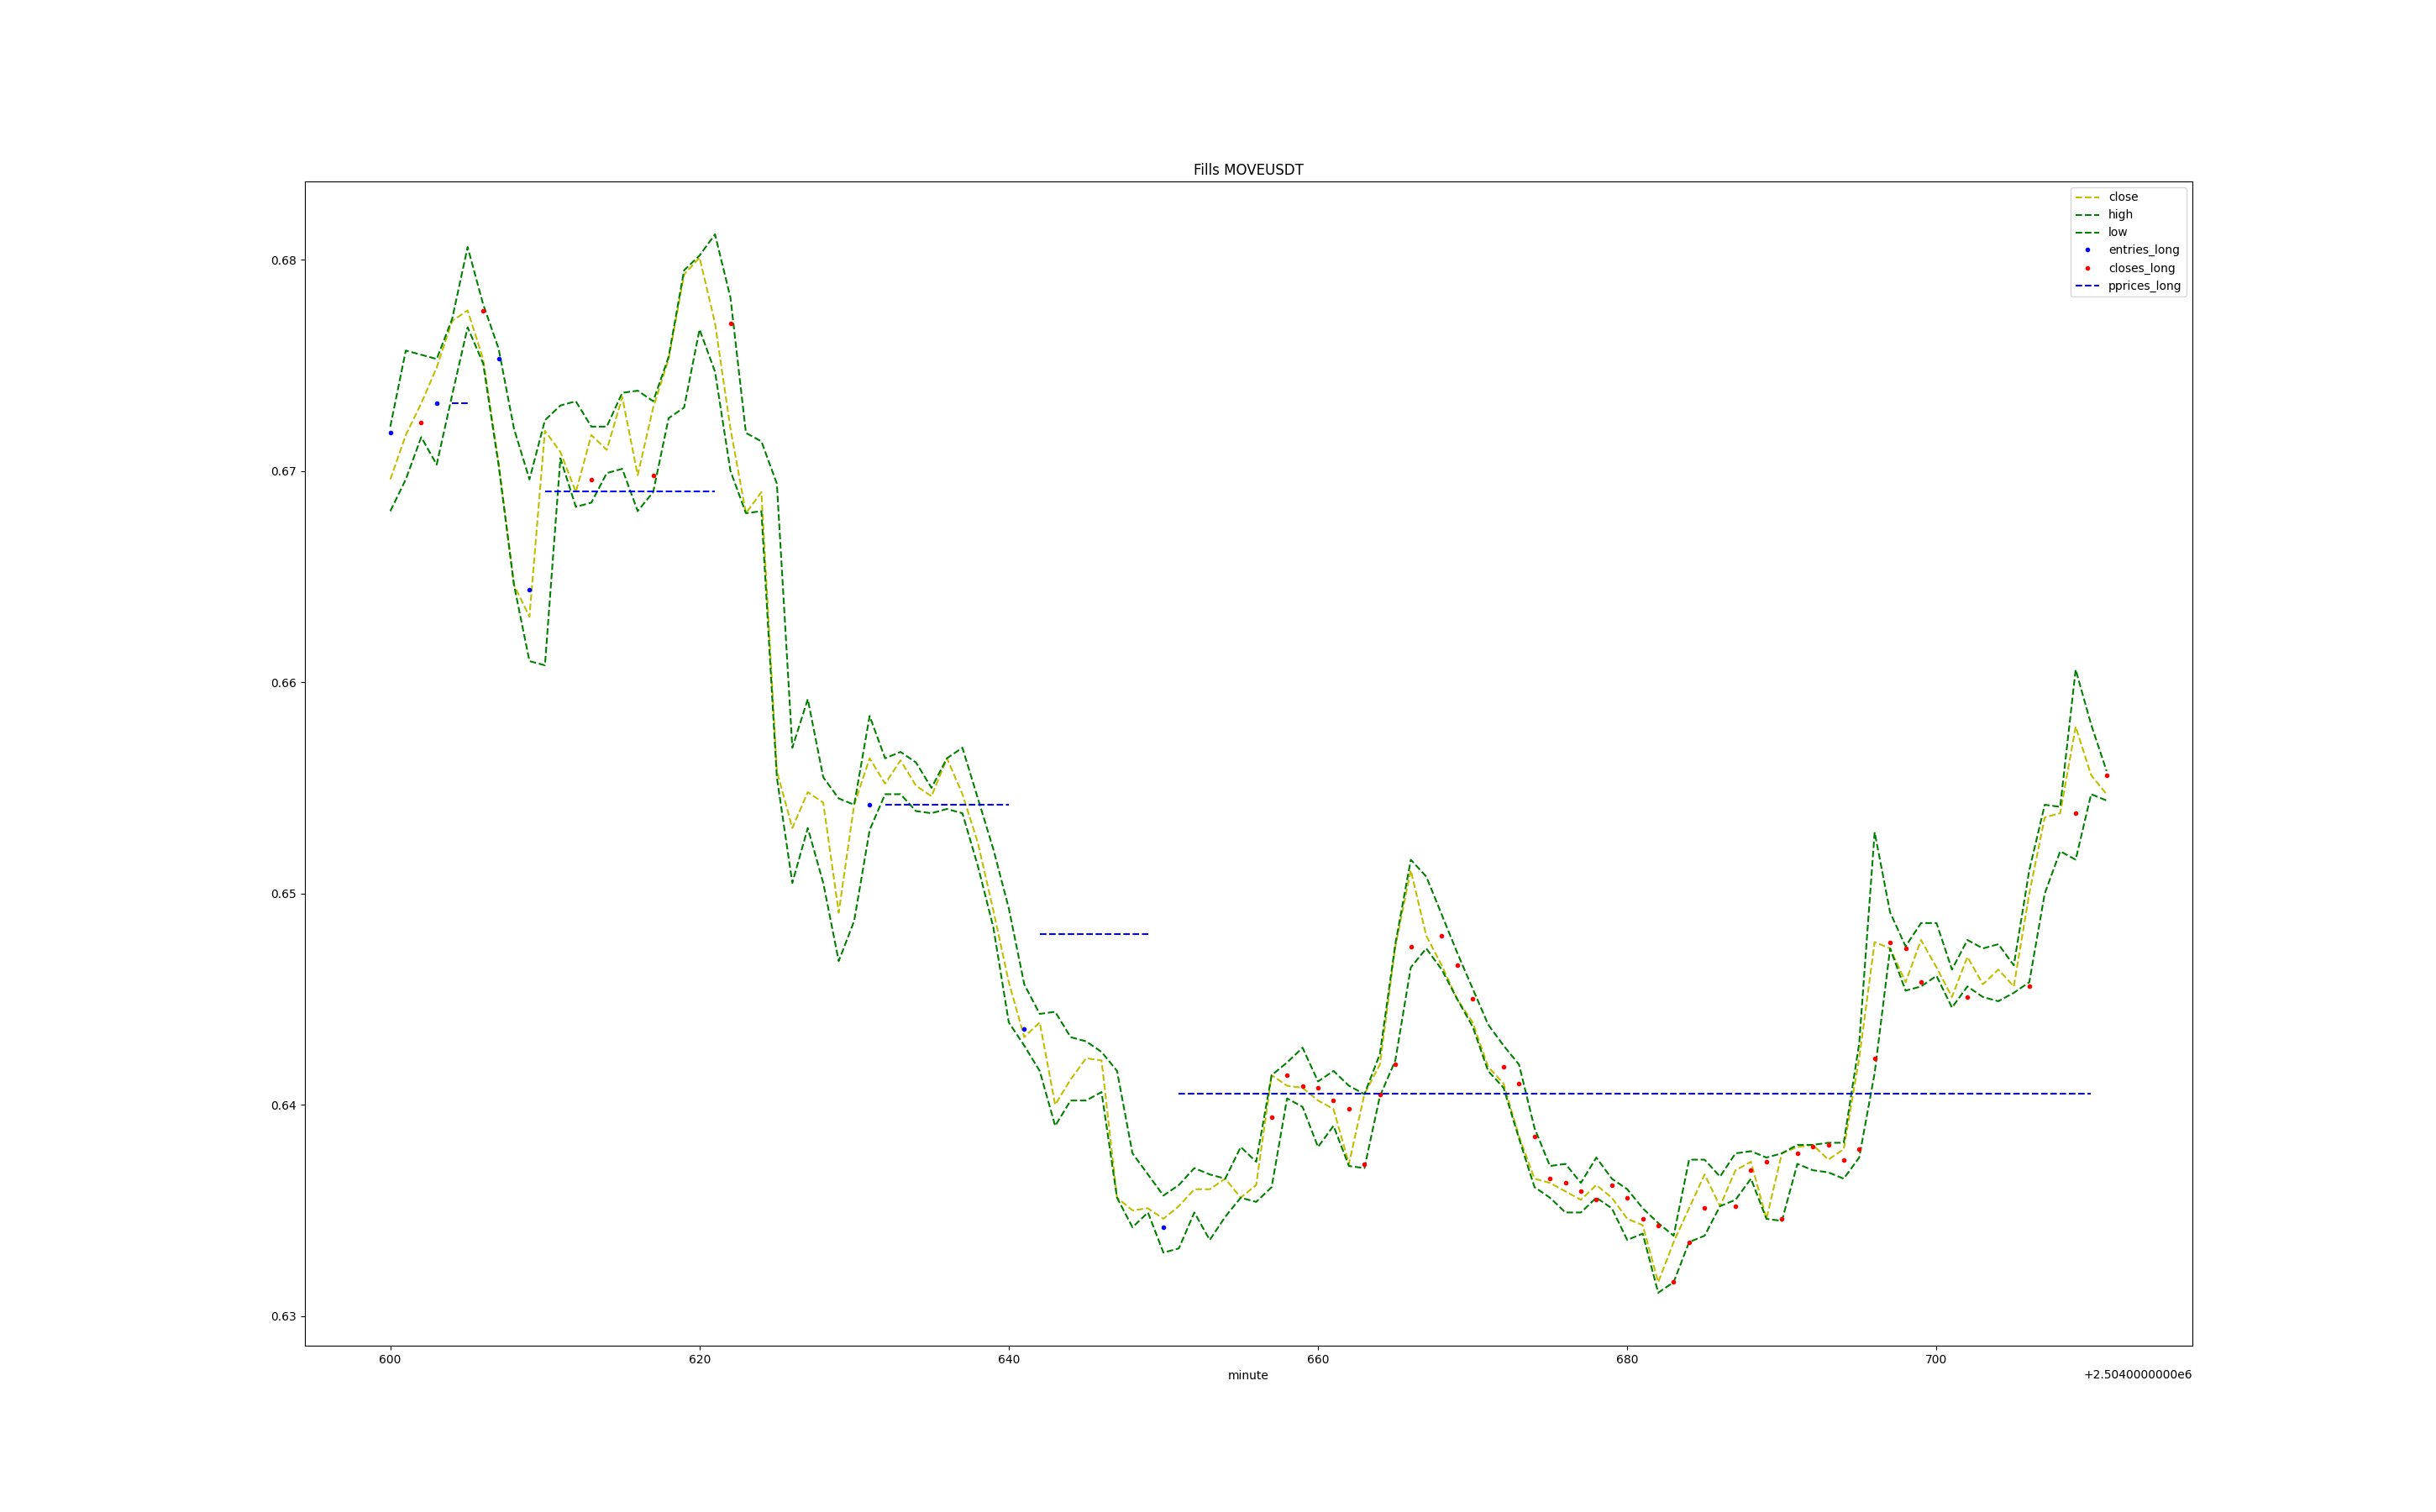 Fills MOVEUSDT
close
high
low
entries_long
closes_long
pprices_long
0.68
0.67
0.66
0.65
0.64
0.63
600 620 640 660 680 700
minute
+2.5040000000e6